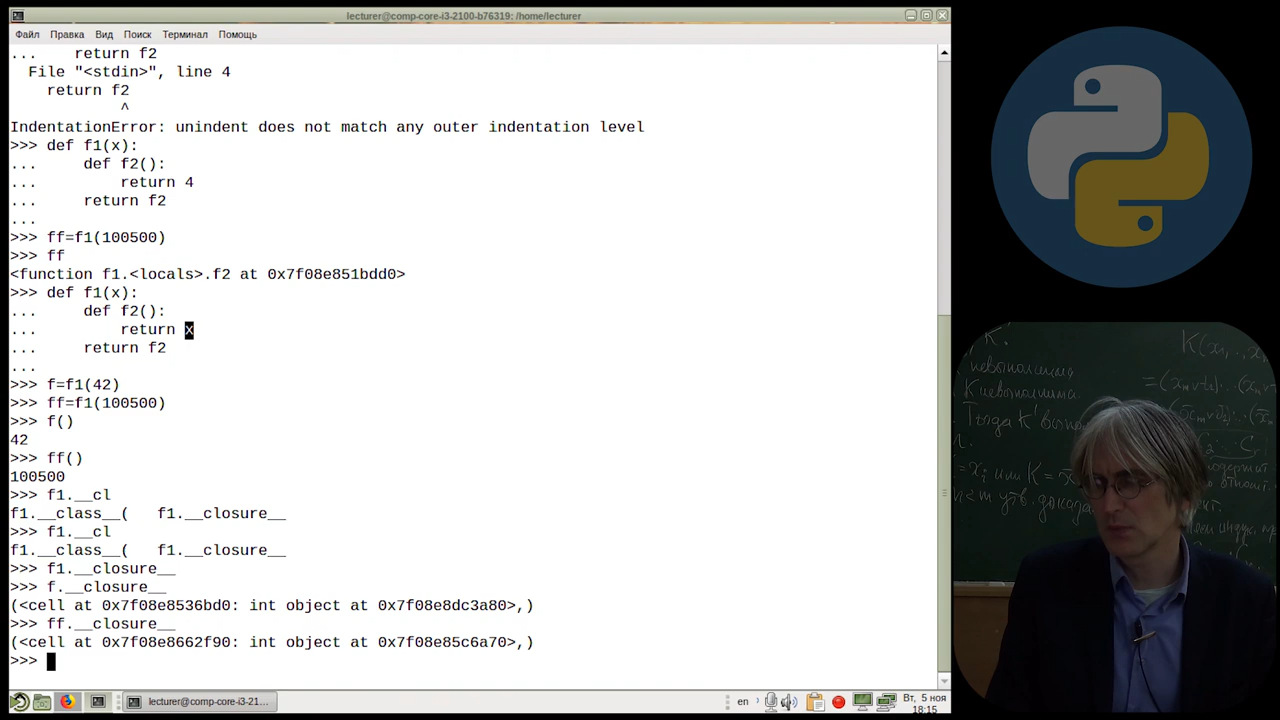 lecturer@comp-core-i3-2100-b76319: /home/lecturer
Файл Правка Вид Поиск Терминал Помощь
...     return f2
  File "<stdin>", line 4
    return f2
            ^
IndentationError: unindent does not match any outer indentation level
>>> def f1(x):
...     def f2():
...         return 4
...     return f2
...
>>> ff=f1(100500)
>>> ff
<function f1.<locals>.f2 at 0x7f08e851bdd0>
>>> def f1(x):
...     def f2():
...         return x
...     return f2
...
>>> f=f1(42)
>>> ff=f1(100500)
>>> f()
42
>>> ff()
100500
>>> f1.__cl
f1.__class__(   f1.__closure__
>>> f1.__cl
f1.__class__(   f1.__closure__
>>> f1.__closure__
>>> f.__closure__
(<cell at 0x7f08e8536bd0: int object at 0x7f08e8dc3a80>,)
>>> ff.__closure__
(<cell at 0x7f08e8662f90: int object at 0x7f08e85c6a70>,)
>>>
lecturer@comp-core-i3-21...
en
Вт, 5 ноя
18:15
невыполнима
K невыполнима.
Тогда K' вып